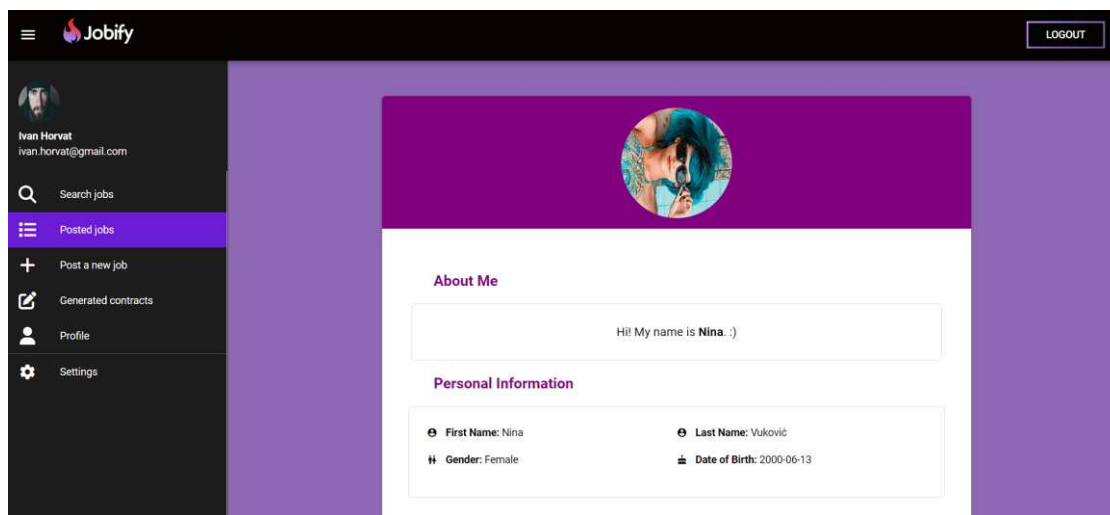 Jobify
LOGOUT
Ivan Horvat
ivan.horvat@gmail.com
Search jobs
Posted jobs
Post a new job
Generated contracts
Profile
Settings
About Me
Hi! My name is Nina. :)
Personal Information
First Name: Nina
Last Name: Vuković
Gender: Female
Date of Birth: 2000-06-13